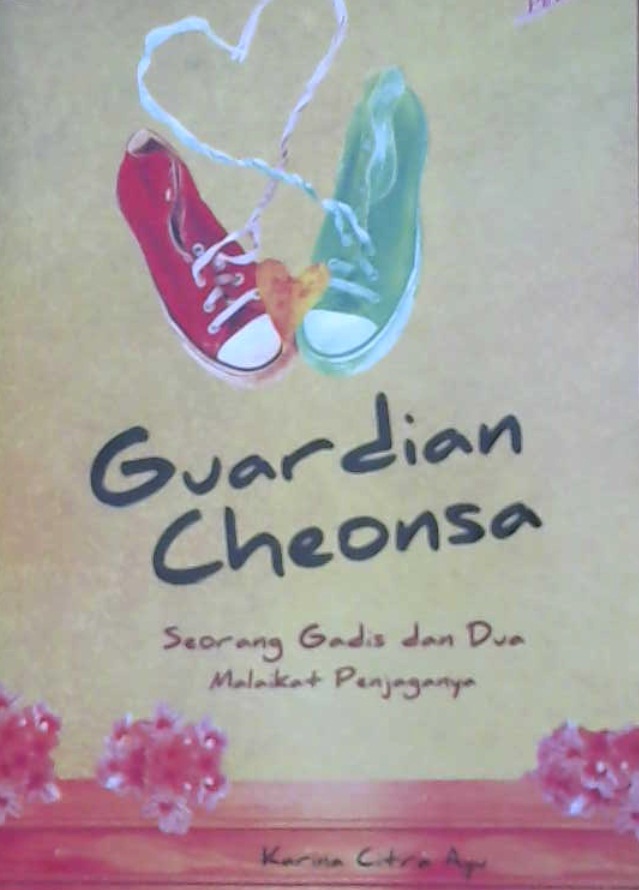 Guardian
Cheonsa
Seorang Gadis dan Dua
Malaikat Penjaganya
Karina Citra Ayu